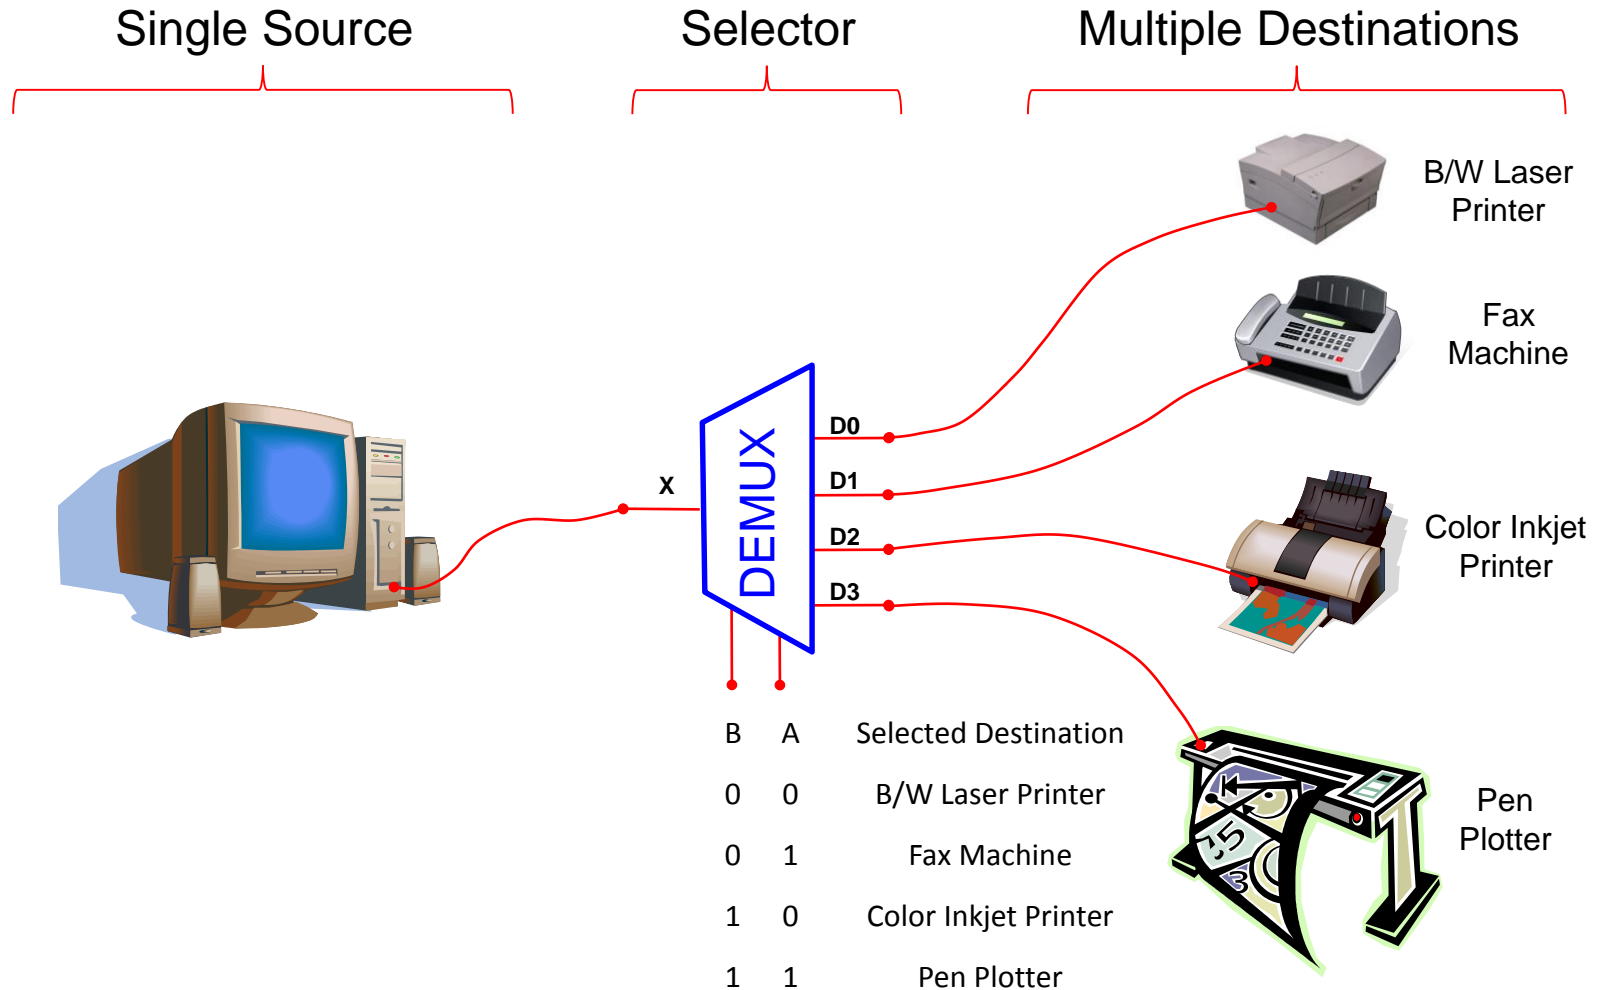 Single Source
Selector
Multiple Destinations
B/W Laser
Printer
Fax
Machine
D0
X
DEMUX
D1
D2
D3
Color Inkjet
Printer
B A Selected Destination
0 0 B/W Laser Printer
0 1 Fax Machine
1 0 Color Inkjet Printer
1 1 Pen Plotter
Pen
Plotter
35
3